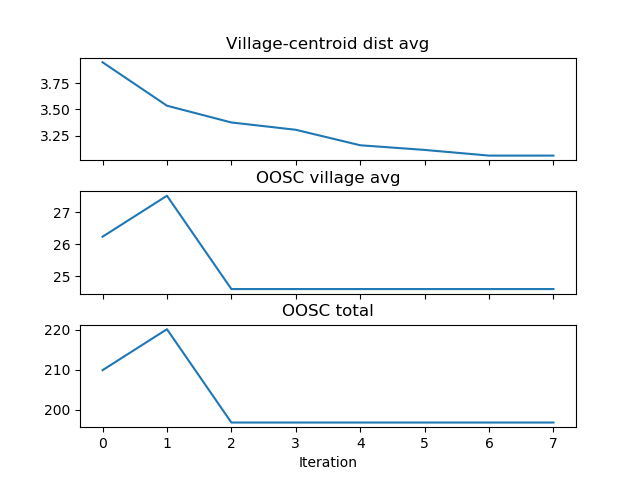 Village-centroid dist avg
3.75
3.50
3.25
OOSC village avg
27
26
25
OOSC total
220
210
200
0 1 2 3 4 5 6 7
Iteration